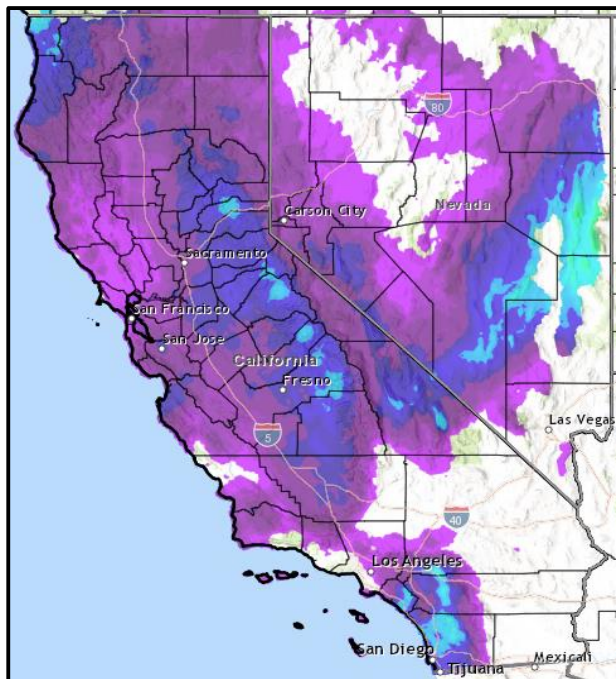 80
Nevada
Carson City
Sacramento
San Francisco
San Jose
California
Fresno
5
Las Vegas
40
Los Angeles
San Diego
Tijuana
Mexicali